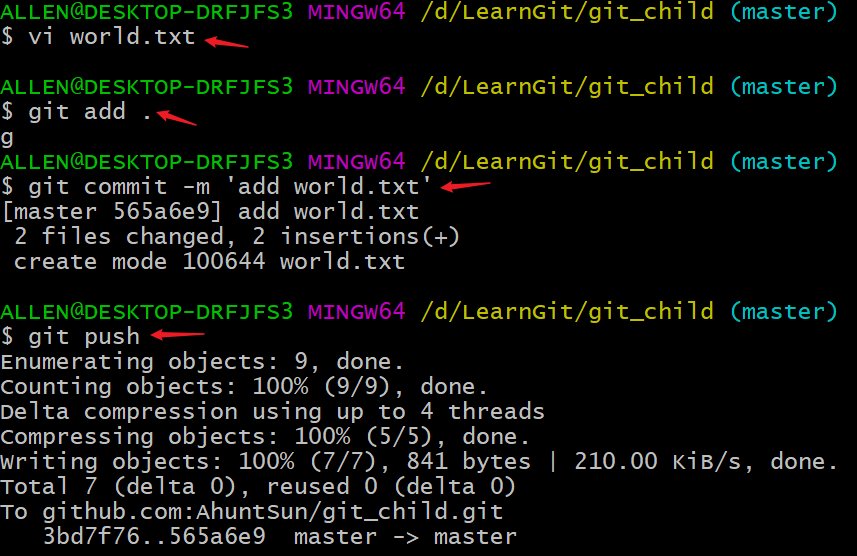 ALLEN@DESKTOP-DRFJFS3 MINGW64 /d/LearnGit/git_child (master)
$ vi world.txt
ALLEN@DESKTOP-DRFJFS3 MINGW64 /d/LearnGit/git_child (master)
$ git add .
g
ALLEN@DESKTOP-DRFJFS3 MINGW64 /d/LearnGit/git_child (master)
$ git commit -m 'add world.txt'
[master 565a6e9] add world.txt
 2 files changed, 2 insertions(+)
 create mode 100644 world.txt
ALLEN@DESKTOP-DRFJFS3 MINGW64 /d/LearnGit/git_child (master)
$ git push
Enumerating objects: 9, done.
Counting objects: 100% (9/9), done.
Delta compression using up to 4 threads
Compressing objects: 100% (5/5), done.
Writing objects: 100% (7/7), 841 bytes | 210.00 KiB/s, done.
Total 7 (delta 0), reused 0 (delta 0)
To github.com:AhuntSun/git_child.git
   3bd7f76..565a6e9  master -> master